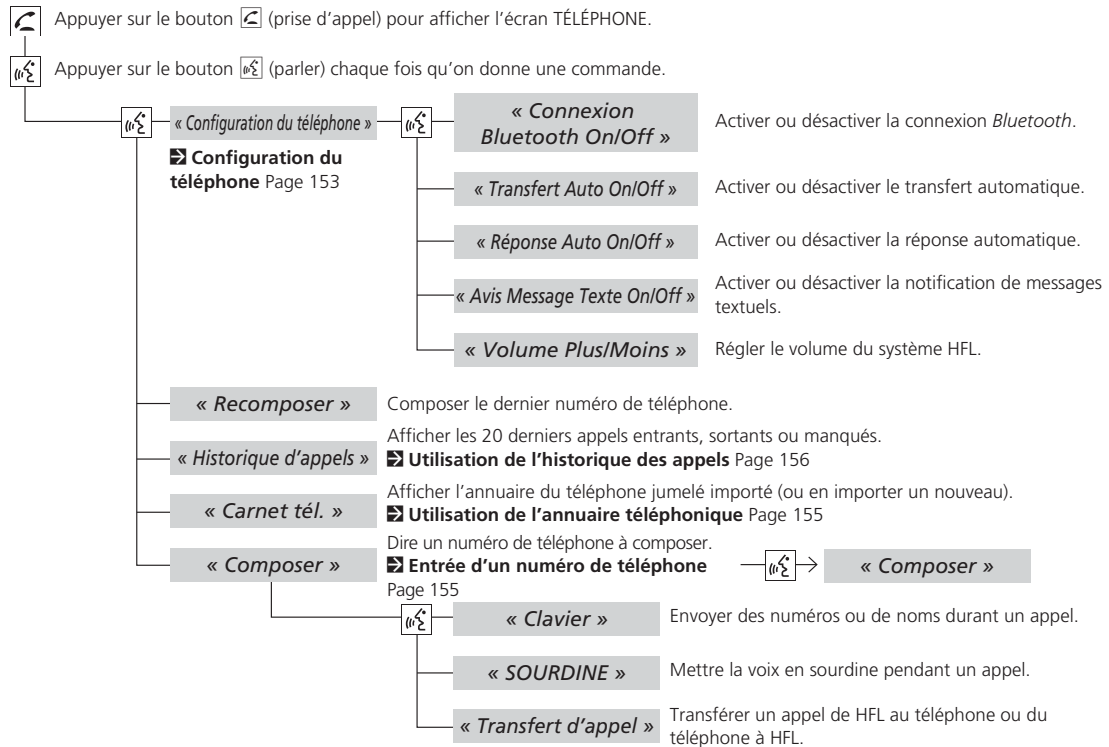 Appuyer sur le bouton (prise d'appel) pour afficher l'écran TÉLÉPHONE.
Appuyer sur le bouton (parler) chaque fois qu'on donne une commande.
« Configuration du téléphone »
Configuration du
téléphone Page 153
« Connexion
Bluetooth On/Off »
Activer ou désactiver la connexion Bluetooth.
« Transfert Auto On/Off »
Activer ou désactiver le transfert automatique.
« Réponse Auto On/Off »
Activer ou désactiver la réponse automatique.
« Avis Message Texte On/Off »
Activer ou désactiver la notification de messages
textuels.
« Volume Plus/Moins »
Régler le volume du système HFL.
« Recomposer »
Composer le dernier numéro de téléphone.
« Historique d'appels »
Afficher les 20 derniers appels entrants, sortants ou manqués.
Utilisation de l'historique des appels Page 156
« Carnet tél. »
Afficher l'annuaire du téléphone jumelé importé (ou en importer un nouveau).
Utilisation de l'annuaire téléphonique Page 155
« Composer »
Dire un numéro de téléphone à composer.
Entrée d'un numéro de téléphone
Page 155
« Composer »
« Clavier »
Envoyer des numéros ou de noms durant un appel.
« SOURDINE »
Mettre la voix en sourdine pendant un appel.
« Transfert d'appel »
Transférer un appel de HFL au téléphone ou du
téléphone à HFL.